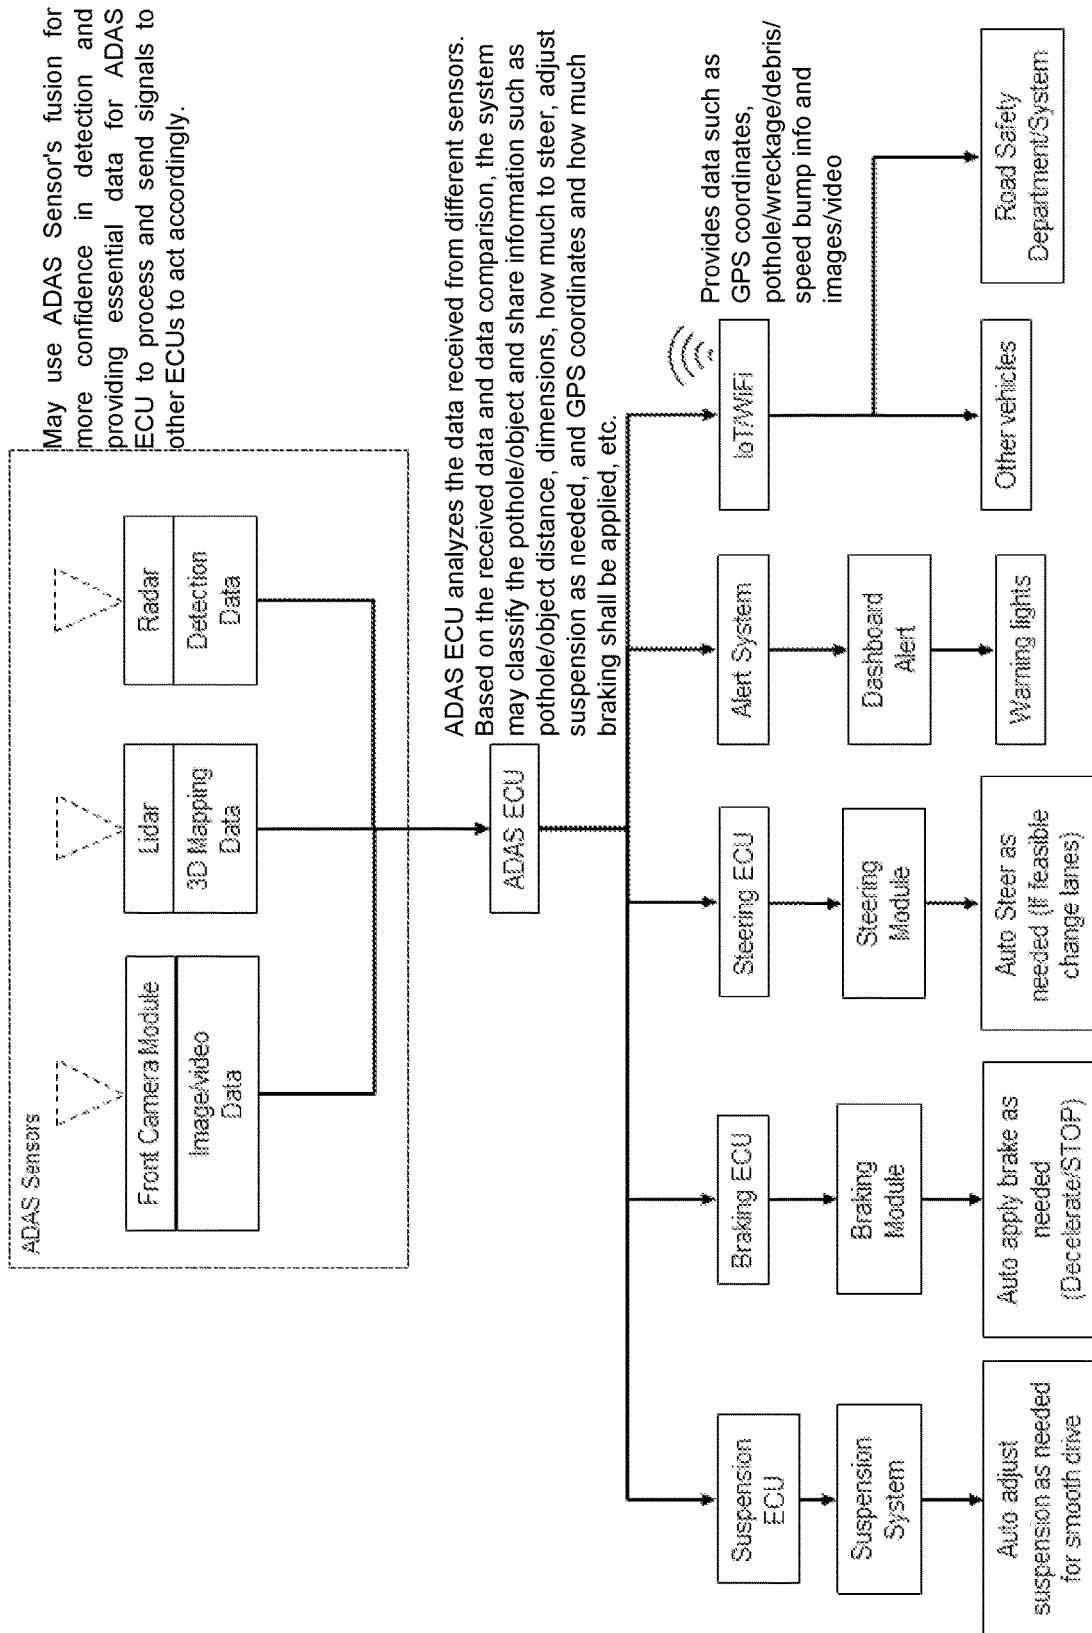 ADAS Sensors
Front Camera Module
Image/video
Data
Lidar
3D Mapping
Data
Radar
Detection
Data
May use ADAS Sensor's fusion for
more confidence in detection and
providing essential data for ADAS
ECU to process and send signals to
other ECUs to act accordingly.
ADAS ECU
ADAS ECU analyzes the data received from different sensors.
Based on the received data and data comparison, the system
may classify the pothole/object and share information such as
pothole/object distance, dimensions, how much to steer, adjust
suspension as needed, and GPS coordinates and how much
braking shall be applied, etc.
Suspension
ECU
Suspension
System
Auto adjust
suspension as needed
for smooth drive
Braking ECU
Braking
Module
Auto apply brake as
needed
(Decelerate/STOP)
Steering ECU
Steering
Module
Auto Steer as
needed (If feasible
change lanes)
Alert System
Dashboard
Alert
Warning lights
IoT/WiFi
Provides data such as
GPS coordinates,
pothole/wreckage/debris/
speed bump info and
images/video
Other vehicles
Road Safety
Department/System